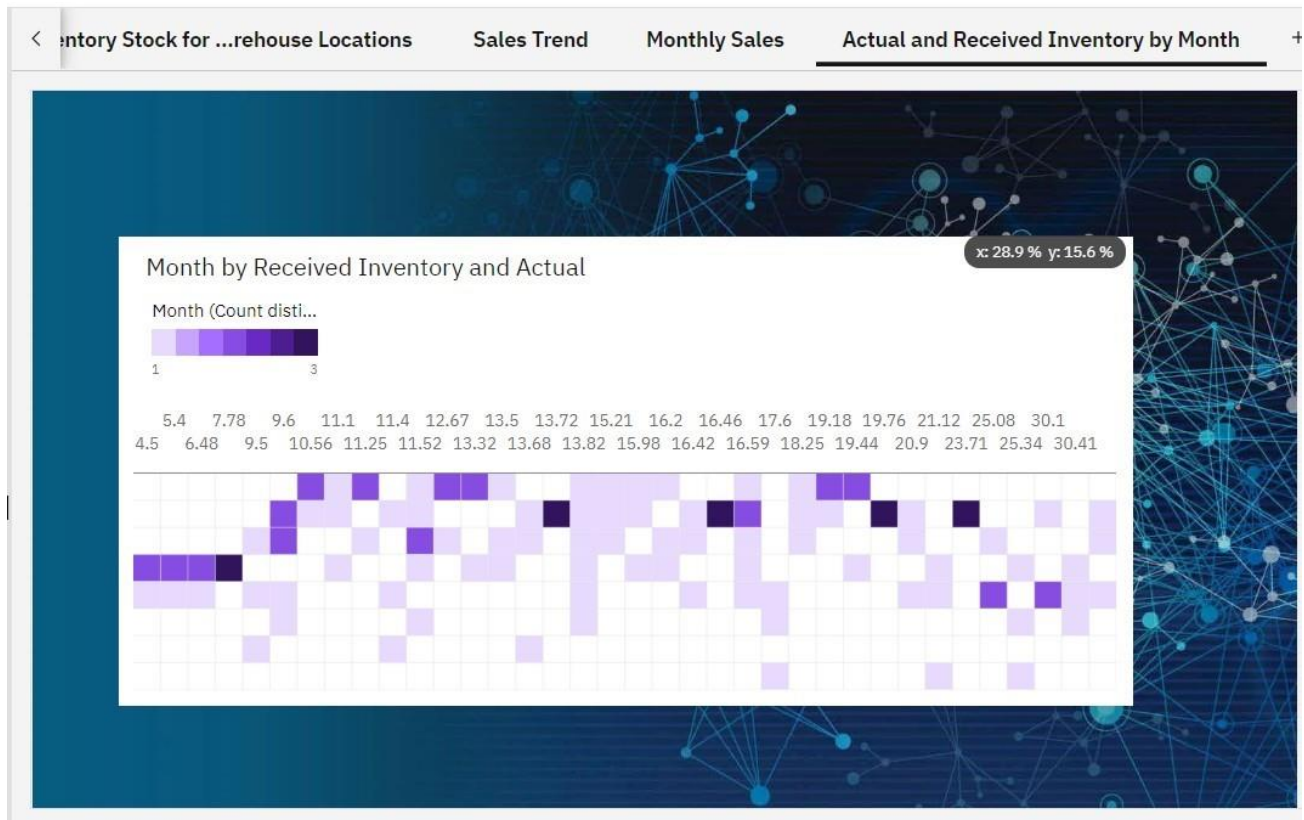 entory Stock for ...rehouse Locations Sales Trend Monthly Sales Actual and Received Inventory by Month +
x: 28.9 % y: 15.6 %
Month by Received Inventory and Actual
Month (Count disti...
1 3
5.4 7.78 9.6 11.1 11.4 12.67 13.5 13.72 15.21 16.2 16.46 17.6 19.18 19.76 21.12 25.08 30.1
4.5 6.48 9.5 10.56 11.25 11.52 13.32 13.68 13.82 15.98 16.42 16.59 18.25 19.44 20.9 23.71 25.34 30.41